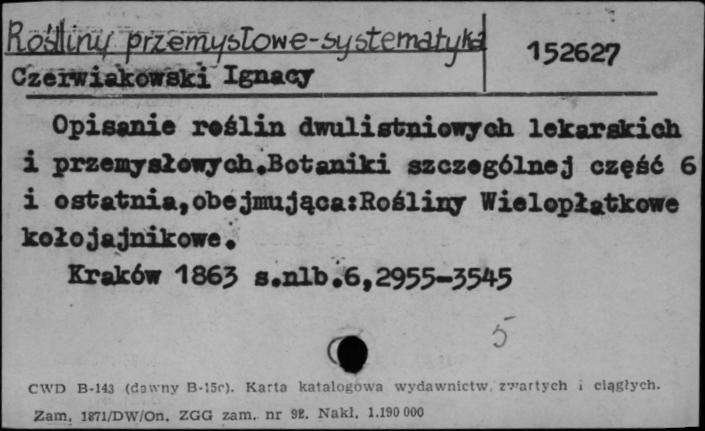 Rośliny przemysłowe-systematyka
152627
Czerwiakowski Ignacy
Opisanie roślin dwulistniowych lekarskich
i przemysłowych.Botaniki szczególnej część 6
i ostatnia,obejmująca:Rośliny Wielopłatkowe
kołojajnikowe.
Kraków 1863 s.nlb.6,2955-3545
5
CWD B-143 (dawny B-15c). Karta katalogowa wydawnictw zwartych i ciągłych.
Zam. 1871/DW/On. ZGG zam. nr 92. Nakł. 1.190 000